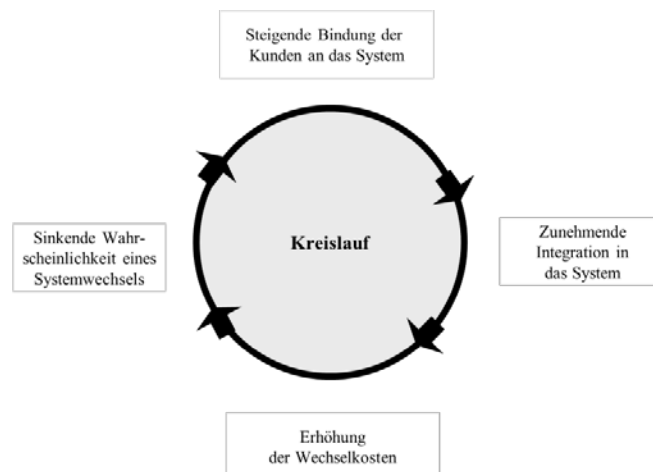 Steigende Bindung der
Kunden an das System
Kreislauf
Sinkende Wahr-
scheinlichkeit eines
Systemwechsels
Zunehmende
Integration in
das System
Erhöhung
der Wechselkosten